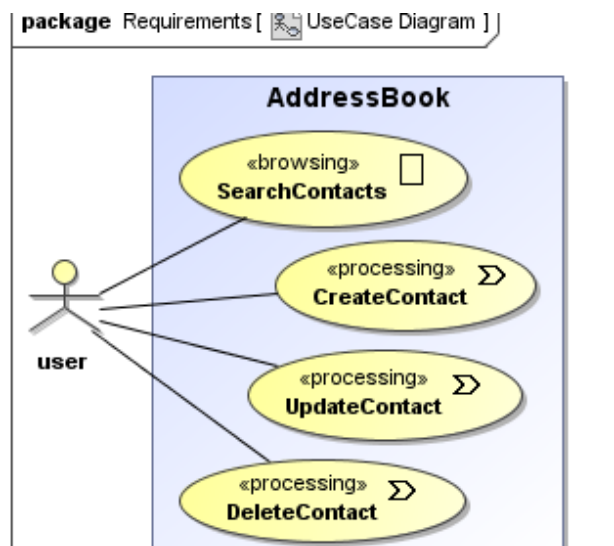 package Requirements [ UseCase Diagram ]
AddressBook
«browsing»
SearchContacts
«processing»
CreateContact
user
«processing»
UpdateContact
«processing»
DeleteContact